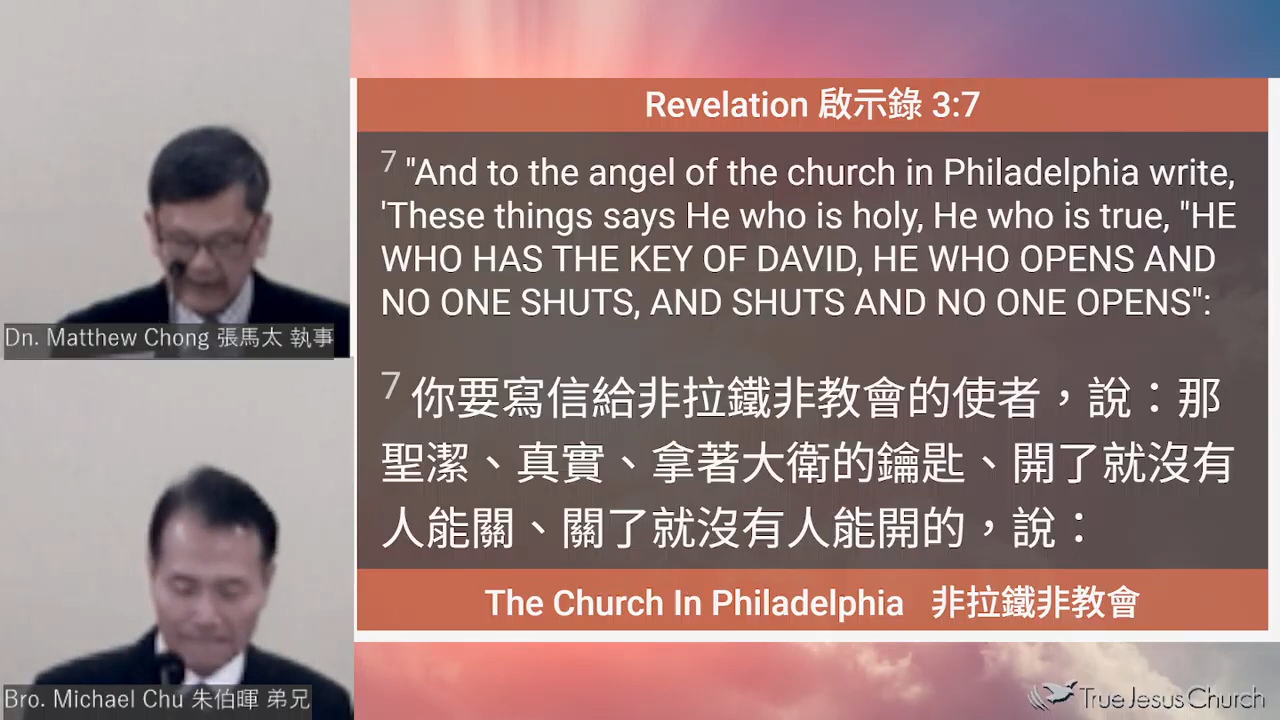 Revelation 啟示錄 3:7
7 "And to the angel of the church in Philadelphia write,
'These things says He who is holy, He who is true, "HE
WHO HAS THE KEY OF DAVID, HE WHO OPENS AND
NO ONE SHUTS, AND SHUTS AND NO ONE OPENS":
7 你要寫信給非拉鐵非教會的使者，說：那
聖潔、真實、拿著大衛的鑰匙、開了就沒有
人能關、關了就沒有人能開的，說：
The Church In Philadelphia 非拉鐵非教會
Dn. Matthew Chong 張馬太 執事
Bro. Michael Chu 朱伯暉 弟兄
True Jesus Church